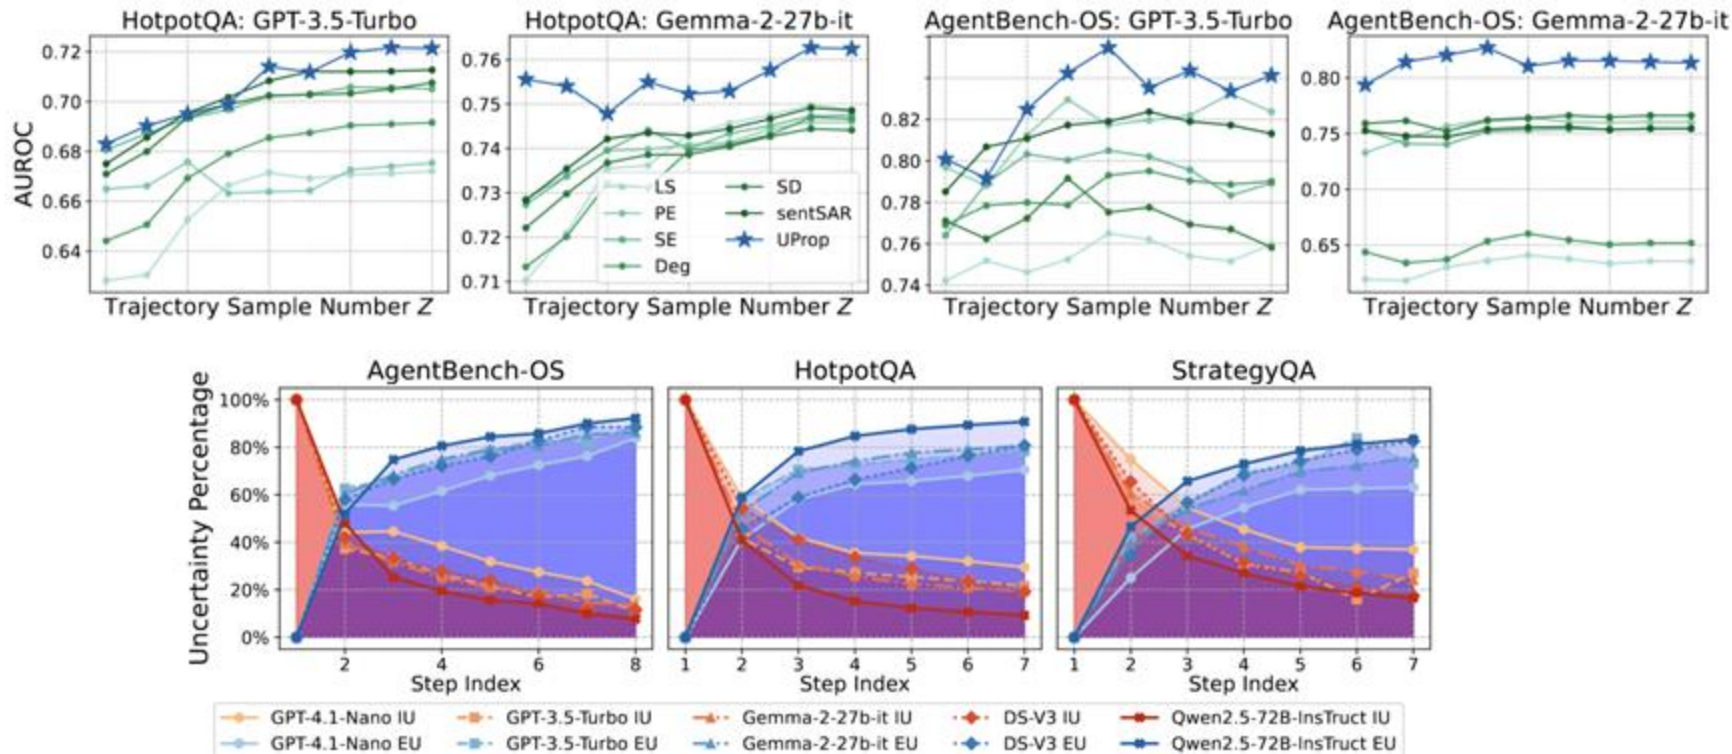 HotpotQA: GPT-3.5-Turbo
HotpotQA: Gemma-2-27b-it
AgentBench-OS: GPT-3.5-Turbo
AgentBench-OS: Gemma-2-27b-it
AUROC
0.72
0.70
0.68
0.66
0.64
0.76
0.75
0.74
0.73
0.72
0.71
LS
PE
SE
Deg
SD
sentSAR
UProp
0.82
0.80
0.78
0.76
0.74
0.80
0.75
0.70
0.65
Trajectory Sample Number Z
Trajectory Sample Number Z
Trajectory Sample Number Z
Trajectory Sample Number Z
AgentBench-OS
HotpotQA
StrategyQA
Uncertainty Percentage
100%
80%
60%
40%
20%
0%
2 4 6 8
1 2 3 4 5 6 7
1 2 3 4 5 6 7
Step Index
Step Index
Step Index
GPT-4.1-Nano IU
GPT-3.5-Turbo IU
Gemma-2-27b-it IU
DS-V3 IU
Qwen2.5-72B-InsTruct IU
GPT-4.1-Nano EU
GPT-3.5-Turbo EU
Gemma-2-27b-it EU
DS-V3 EU
Qwen2.5-72B-InsTruct EU